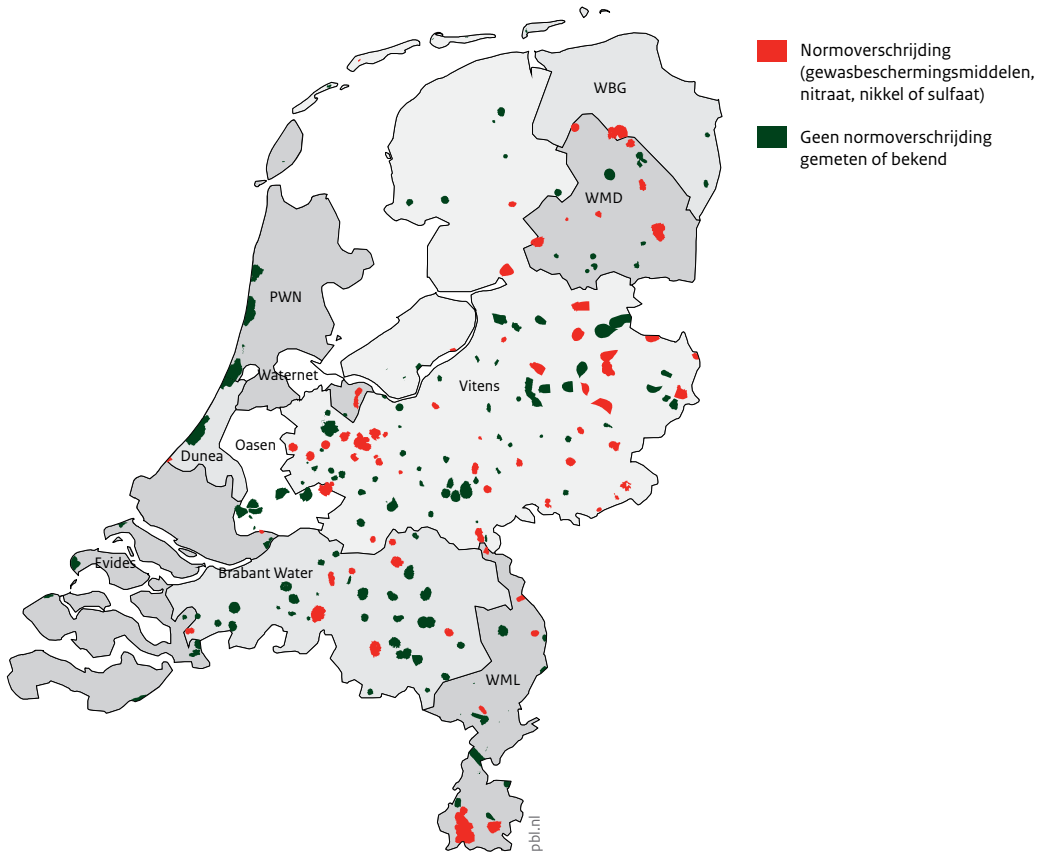 Normoverschrijding
(gewasbeschermingsmiddelen,
nitraat, nikkel of sulfaat)
Geen normoverschrijding
gemeten of bekend
WBG
WMD
PWN
Waternet
Vitens
Oasen
Dunea
Evides
Brabant Water
WML
pbl.nl